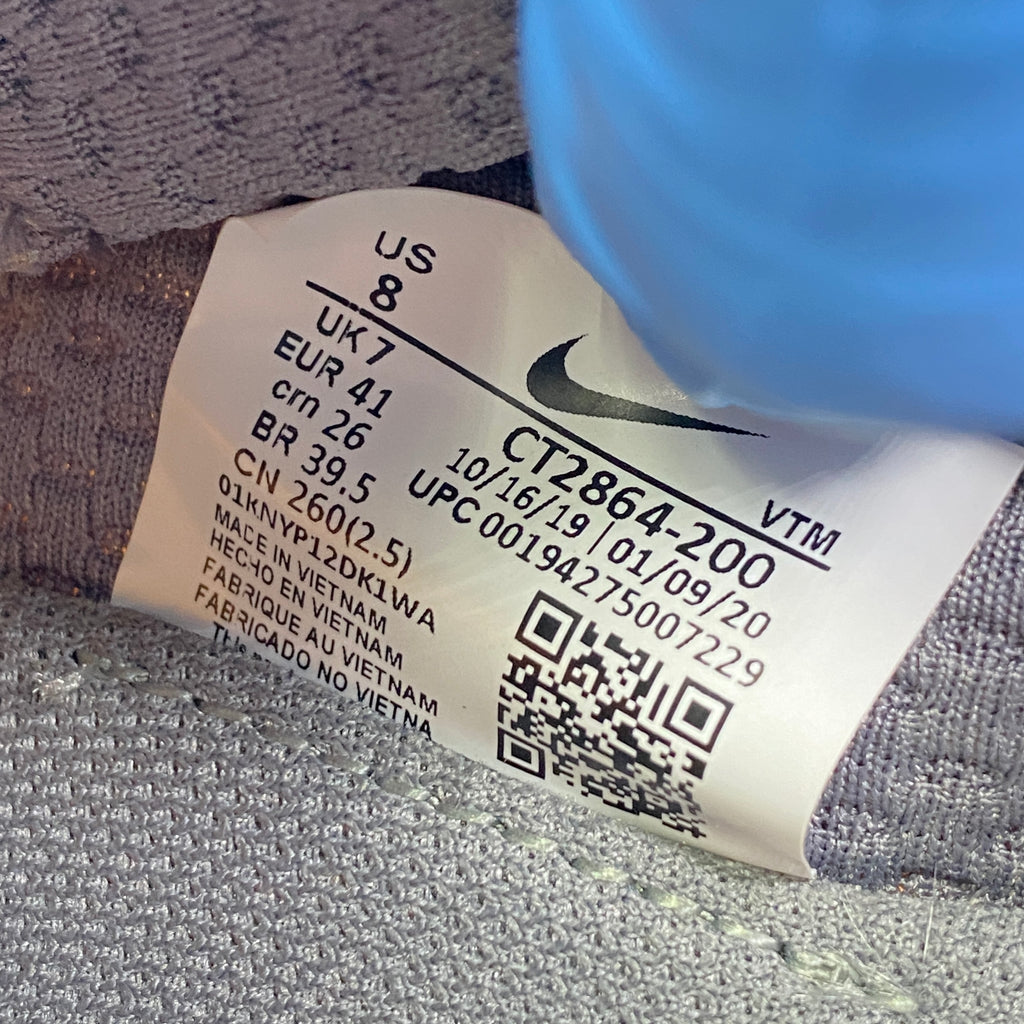 US
8
UK 7
EUR 41
cm 26
BR 39.5
CN 260(2.5)
01KNYP12DK1WA
MADE IN VIETNAM
HECHO EN VIETNAM
FABRIQUE AU VIETNAM
FABRICADO NO VIETNA
VTM
CT2864-200
10/16/19 | 01/09/20
UPC 00194275007229